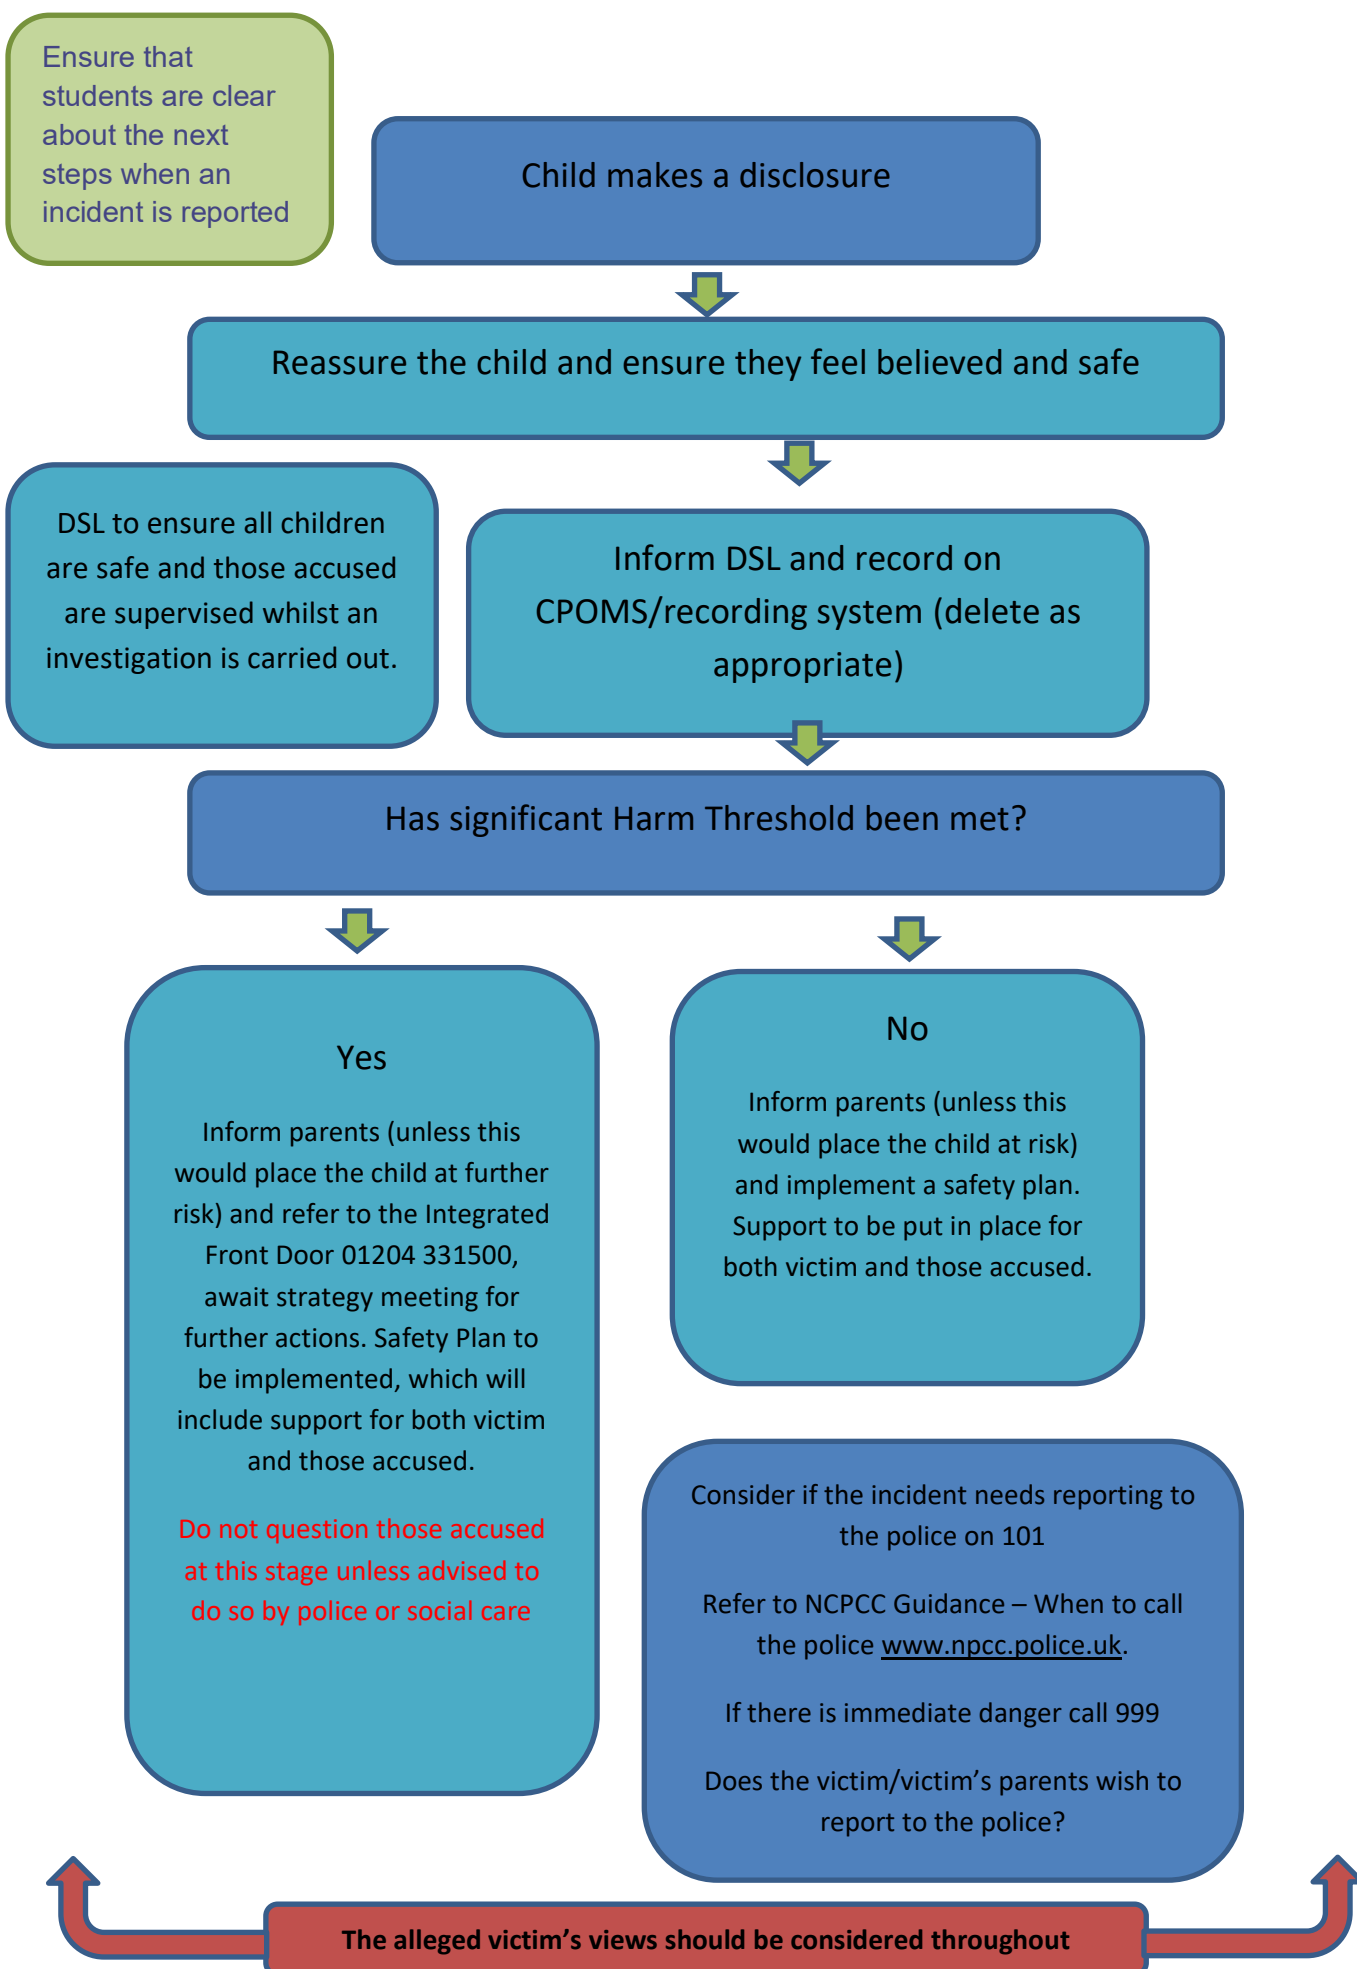 Ensure that
students are clear
about the next
steps when an
incident is reported
Child makes a disclosure
Reassure the child and ensure they feel believed and safe
DSL to ensure all children
are safe and those accused
are supervised whilst an
investigation is carried out.
Inform DSL and record on
CPOMS/recording system (delete as
appropriate)
Has significant Harm Threshold been met?
Yes
Inform parents (unless this
would place the child at further
risk) and refer to the Integrated
Front Door 01204 331500,
await strategy meeting for
further actions. Safety Plan to
be implemented, which will
include support for both victim
and those accused.
Do not question those accused
at this stage unless advised to
do so by police or social care
No
Inform parents (unless this
would place the child at risk)
and implement a safety plan.
Support to be put in place for
both victim and those accused.
Consider if the incident needs reporting to
the police on 101
Refer to NCPCC Guidance – When to call
the police www.npcc.police.uk.
If there is immediate danger call 999
Does the victim/victim’s parents wish to
report to the police?
The alleged victim’s views should be considered throughout